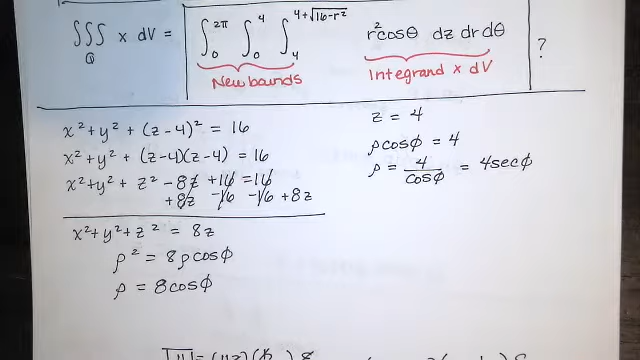 ∭_Q x dV = ∫_0^{2π} ∫_0^4 ∫_4^{4+√(16-r²)} r² cosθ dz dr dθ ?
New bounds Integrand x dV
x² + y² + (z-4)² = 16
x² + y² + (z-4)(z-4) = 16
x² + y² + z² - 8z + 16 = 16
+8z -16 -16 +8z
x² + y² + z² = 8z
ρ² = 8ρcosϕ
ρ = 8cosϕ
z = 4
ρcosϕ = 4
ρ = 4/cosϕ = 4secϕ